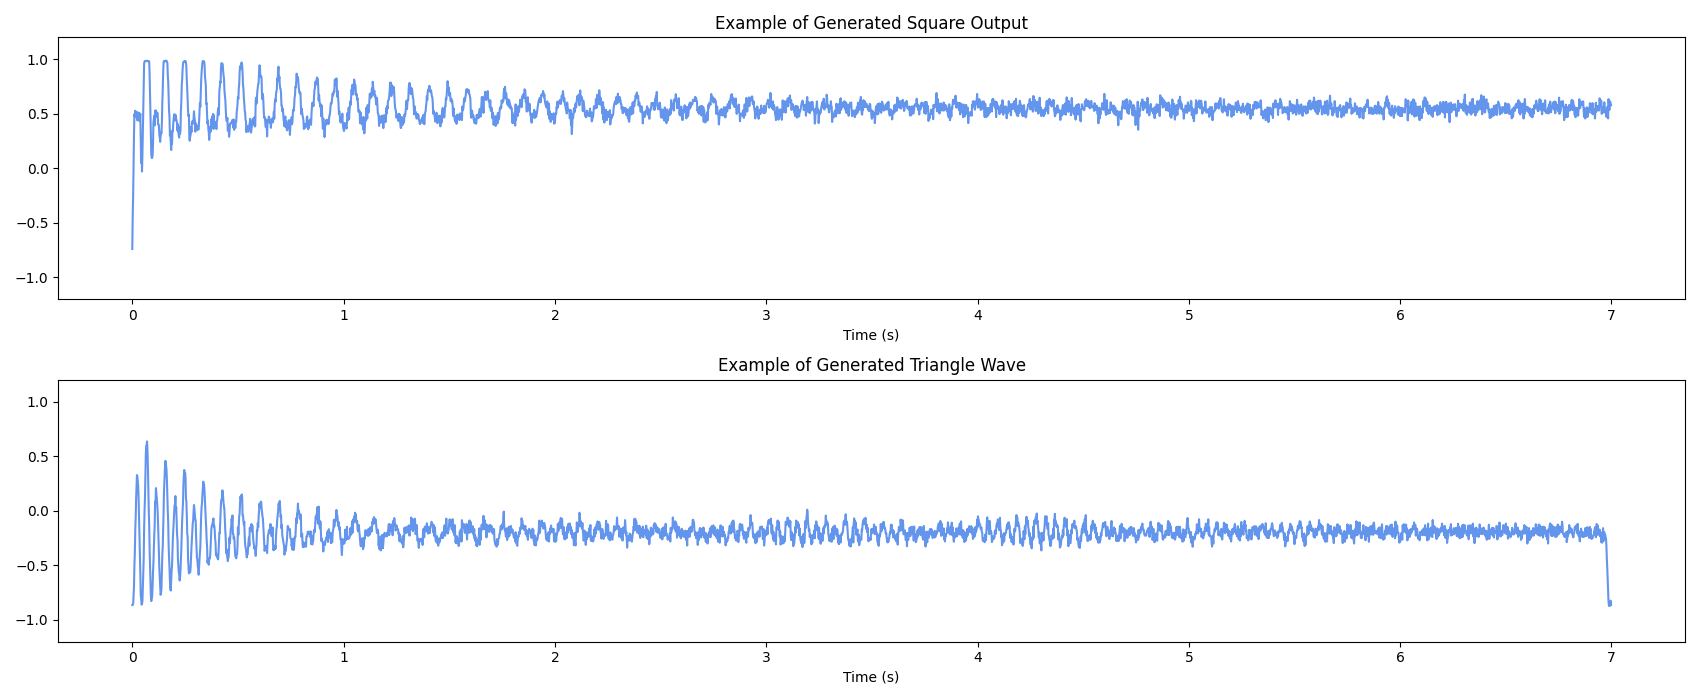 Example of Generated Square Output
1.0
0.5
0.0
−0.5
−1.0
0 1 2 3 4 5 6 7
Time (s)
Example of Generated Triangle Wave
1.0
0.5
0.0
−0.5
−1.0
0 1 2 3 4 5 6 7
Time (s)